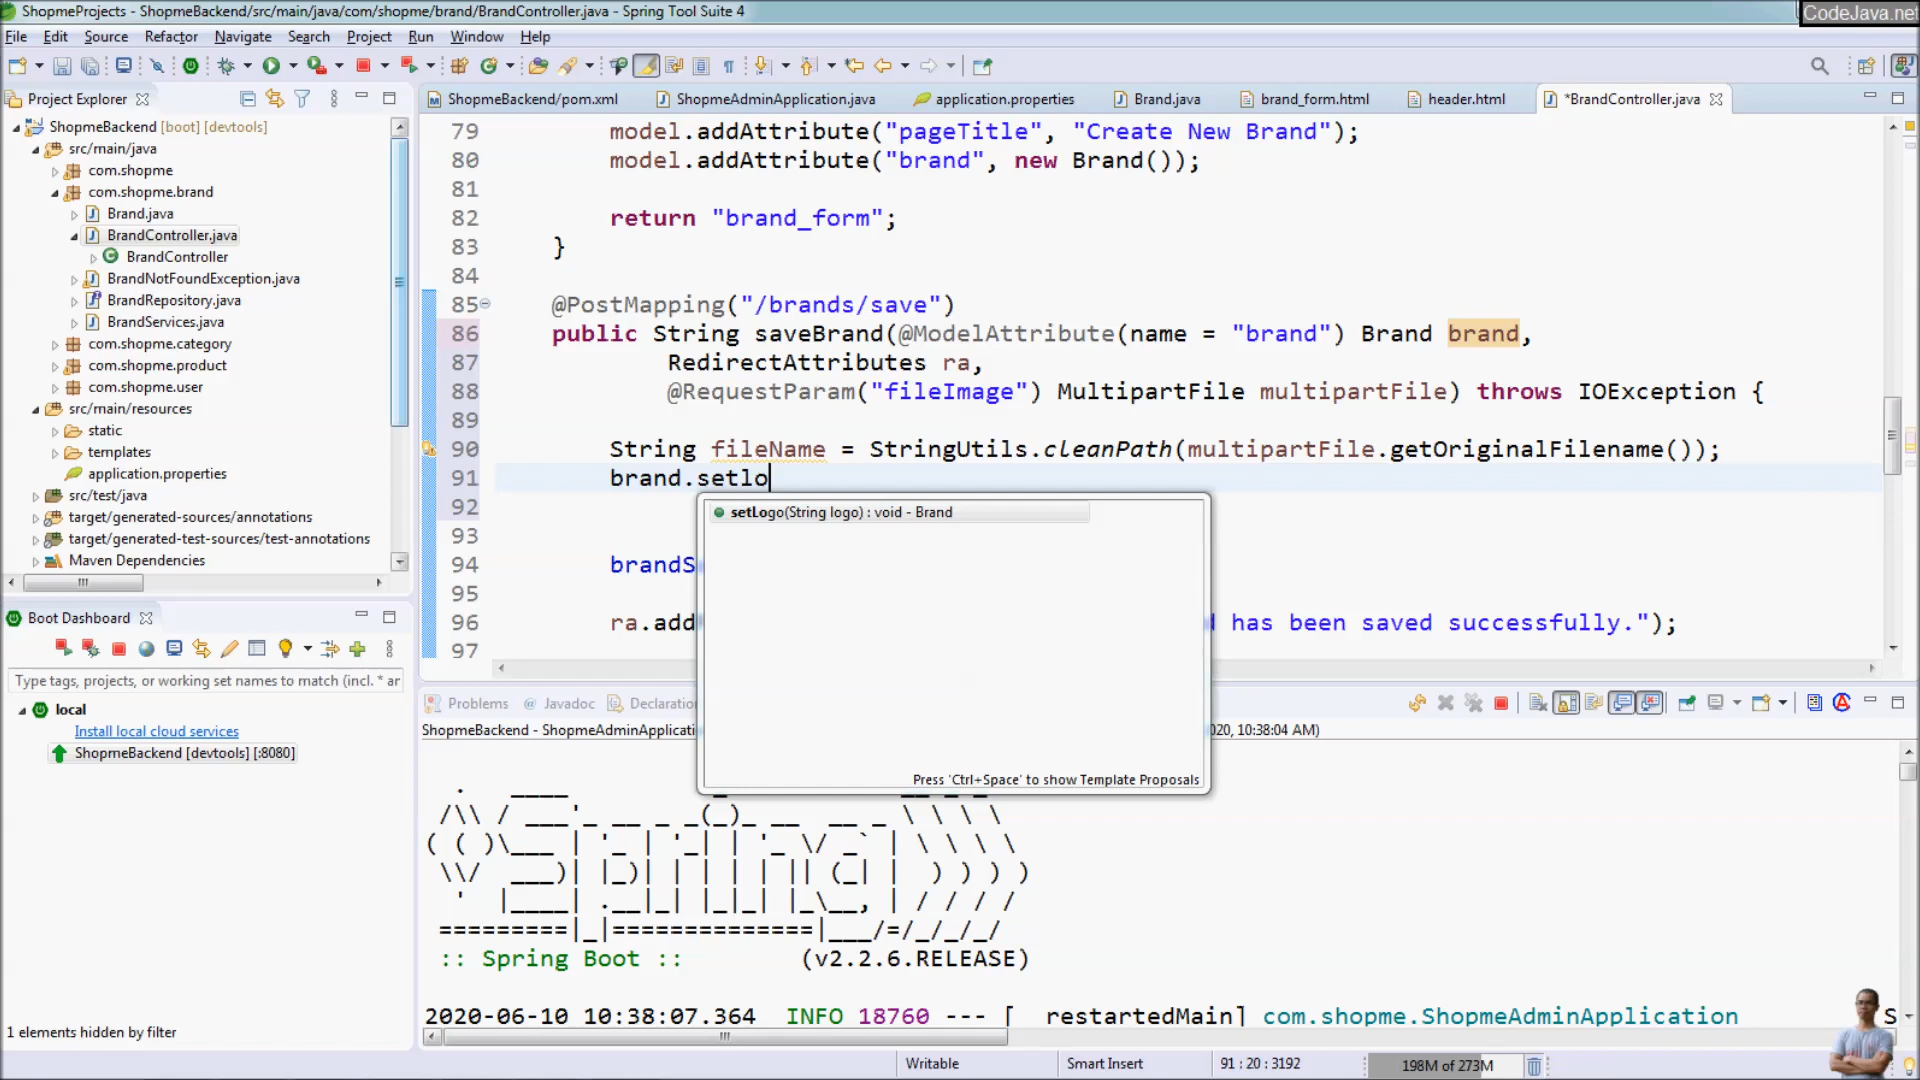 ShopmeProjects - ShopmeBackend/src/main/java/com/shopme/brand/BrandController.java - Spring Tool Suite 4
CodeJava.net
File Edit Source Refactor Navigate Search Project Run Window Help
Project Explorer
ShopmeBackend/pom.xml ShopmeAdminApplication.java application.properties Brand.java brand_form.html header.html *BrandController.java
ShopmeBackend [boot] [devtools]
src/main/java
com.shopme
com.shopme.brand
Brand.java
BrandController.java
BrandController
BrandNotFoundException.java
BrandRepository.java
BrandServices.java
com.shopme.category
com.shopme.product
com.shopme.user
src/main/resources
static
templates
application.properties
src/test/java
target/generated-sources/annotations
target/generated-test-sources/test-annotations
Maven Dependencies
79 model.addAttribute("pageTitle", "Create New Brand");
80 model.addAttribute("brand", new Brand());
81
82 return "brand_form";
83 }
84
85 @PostMapping("/brands/save")
86 public String saveBrand(@ModelAttribute(name = "brand") Brand brand,
87 RedirectAttributes ra,
88 @RequestParam("fileImage") MultipartFile multipartFile) throws IOException {
89
90 String fileName = StringUtils.cleanPath(multipartFile.getOriginalFilename());
91 brand.setlo
92
93
94 brandS
95
96 ra.add has been saved successfully.");
97
setLogo(String logo) : void - Brand
Press 'Ctrl+Space' to show Template Proposals
Boot Dashboard
Type tags, projects, or working set names to match (incl. * ar
local
Install local cloud services
ShopmeBackend [devtools] [:8080]
1 elements hidden by filter
Problems @ Javadoc Declaratio
ShopmeBackend - ShopmeAdminApplicati 020, 10:38:04 AM)
:: Spring Boot :: (v2.2.6.RELEASE)
2020-06-10 10:38:07.364 INFO 18760 --- [ restartedMain] com.shopme.ShopmeAdminApplication S
Writable Smart Insert 91 : 20 : 3192 198M of 273M